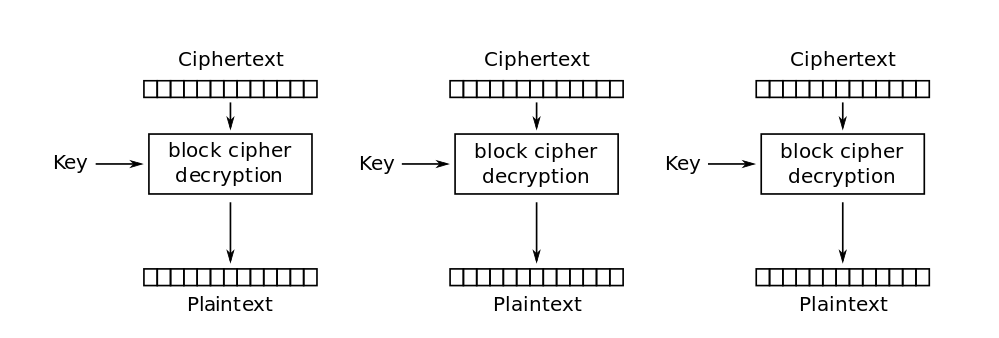 Ciphertext
Ciphertext
Ciphertext
Key
block cipher
decryption
Key
block cipher
decryption
Key
block cipher
decryption
Plaintext
Plaintext
Plaintext